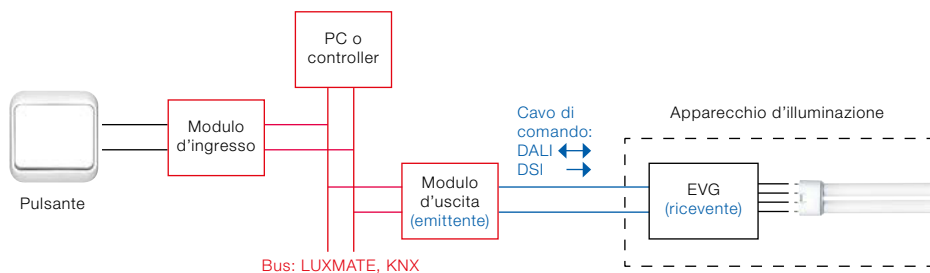 PC o
controller
Pulsante
Modulo
d'ingresso
Bus: LUXMATE, KNX
Modulo
d'uscita
(emittente)
Cavo di
comando:
DALI
DSI
Apparecchio d'illuminazione
EVG
(ricevente)